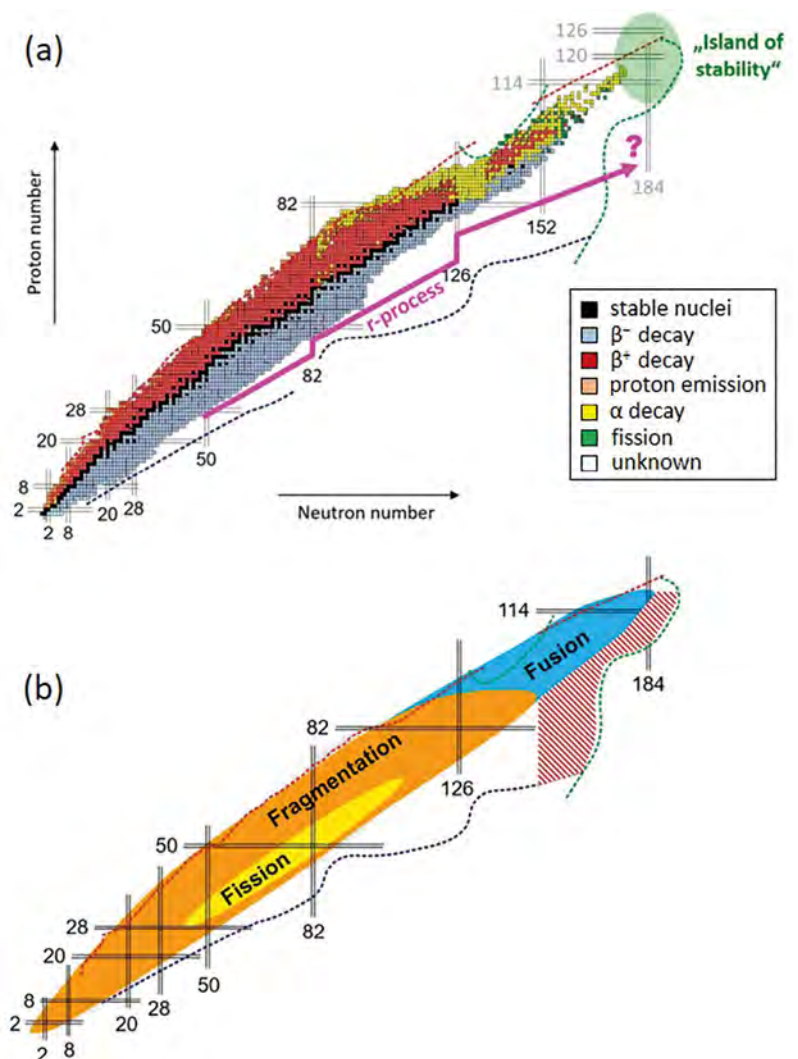 (a)
126
120
114
„Island of
stability“
Proton number
82
?
184
152
126
r-process
50
82
28
20
50
8
2
2
8
20
28
Neutron number
stable nuclei
β⁻ decay
β⁺ decay
proton emission
α decay
fission
unknown
(b)
114
Fusion
184
82
Fragmentation
126
50
Fission
82
28
20
50
8
2
20
28
2
8